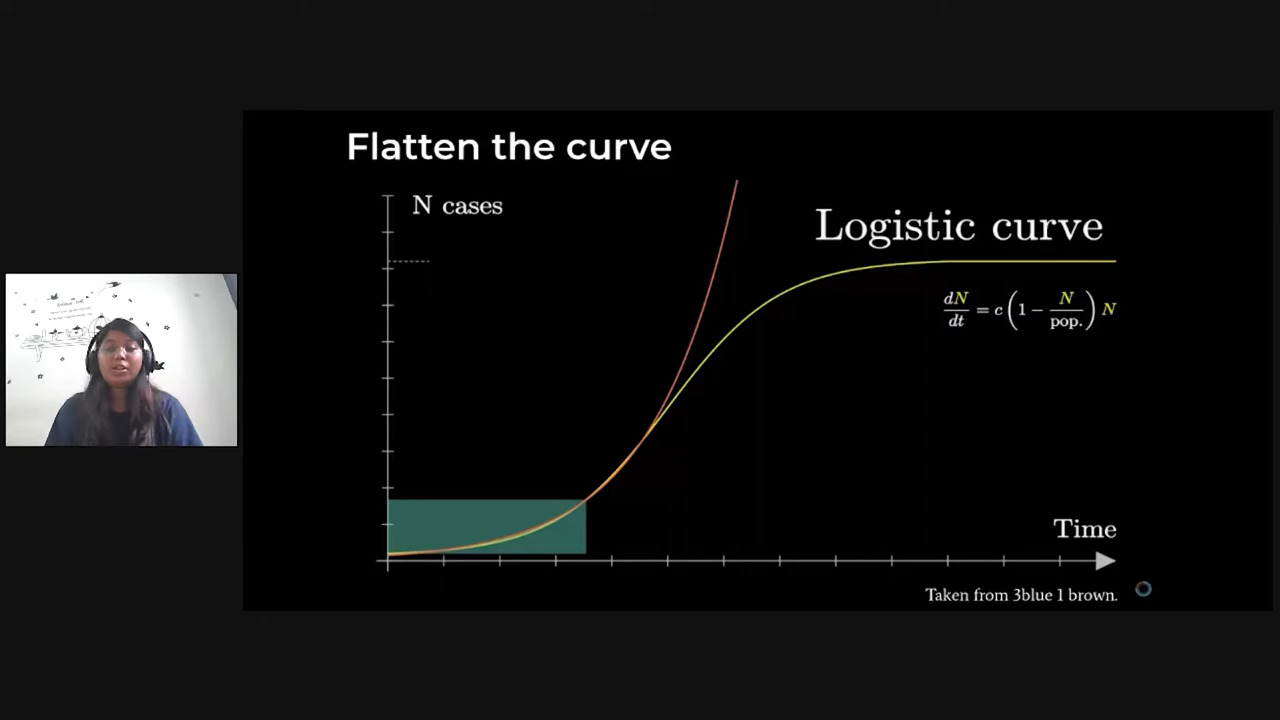 Flatten the curve
N cases
Logistic curve
dN/dt = c(1 − N/pop.)N
Time
Taken from 3blue 1 brown.